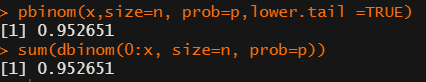 > pbinom(x,size=n, prob=p,lower.tail =TRUE)
[1] 0.952651
> sum(dbinom(0:x, size=n, prob=p))
[1] 0.952651